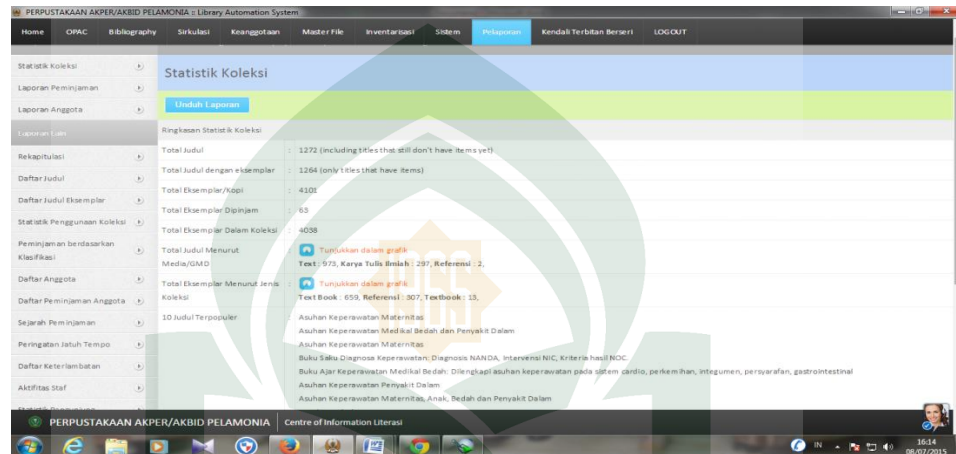 PERPUSTAKAAN AKPER/AKBID PELAMONIA :: Library Automation System
Home OPAC Bibliography Sirkulasi Keanggotaan Master File Inventarisasi Sistem Pelaporan Kendali Terbitan Berseri LOGOUT
Statistik Koleksi
Laporan Peminjaman
Laporan Anggota
Laporan Lain
Rekapitulasi
Daftar Judul
Daftar Judul Eksemplar
Statistik Penggunaan Koleksi
Peminjaman berdasarkan
Klasifikasi
Daftar Anggota
Daftar Peminjaman Anggota
Sejarah Peminjaman
Peringatan Jatuh Tempo
Daftar Keterlambatan
Aktifitas Staf
Statistik Koleksi
Unduh Laporan
Ringkasan Statistik Koleksi
Total Judul : 1272 (including titles that still don't have items yet)
Total Judul dengan eksemplar : 1264 (only titles that have items)
Total Eksemplar/Kopi : 4101
Total Eksemplar Dipinjam : 63
Total Eksemplar Dalam Koleksi : 4038
Total Judul Menurut : Tunjukkan dalam grafik
Media/GMD Text : 973, Karya Tulis Ilmiah : 297, Referensi : 2,
Total Eksemplar Menurut Jenis : Tunjukkan dalam grafik
Koleksi Text Book : 659, Referensi : 307, Textbook : 13,
10 Judul Terpopuler : Asuhan Keperawatan Maternitas
Asuhan Keperawatan Medikal Bedah dan Penyakit Dalam
Asuhan Keperawatan Maternitas
Buku Saku Diagnosa Keperawatan: Diagnosis NANDA, Intervensi NIC, Kriteria hasil NOC.
Buku Ajar Keperawatan Medikal Bedah: Dilengkapi asuhan keperawatan pada sistem cardio, perkemihan, integumen, persyarafan, gastrointestinal
Asuhan Keperawatan Penyakit Dalam
Asuhan Keperawatan Maternitas, Anak, Bedah dan Penyakit Dalam
PERPUSTAKAAN AKPER/AKBID PELAMONIA Centre of Information Literasi
IN
16:14
08/07/2015